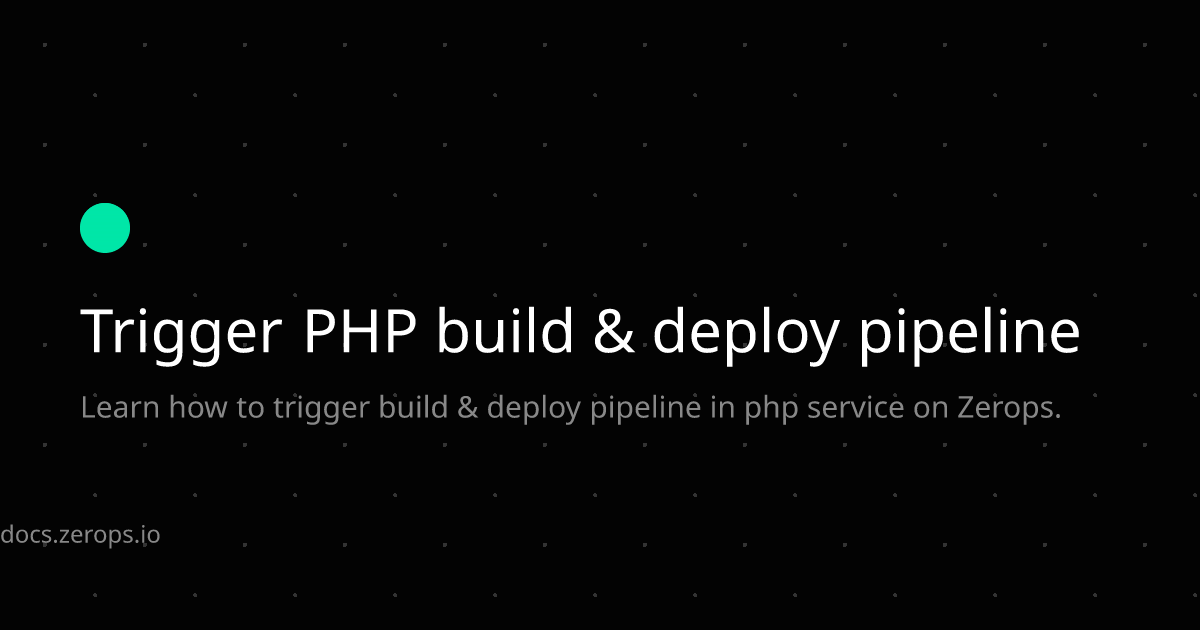 Trigger PHP build & deploy pipeline
Learn how to trigger build & deploy pipeline in php service on Zerops.
docs.zerops.io